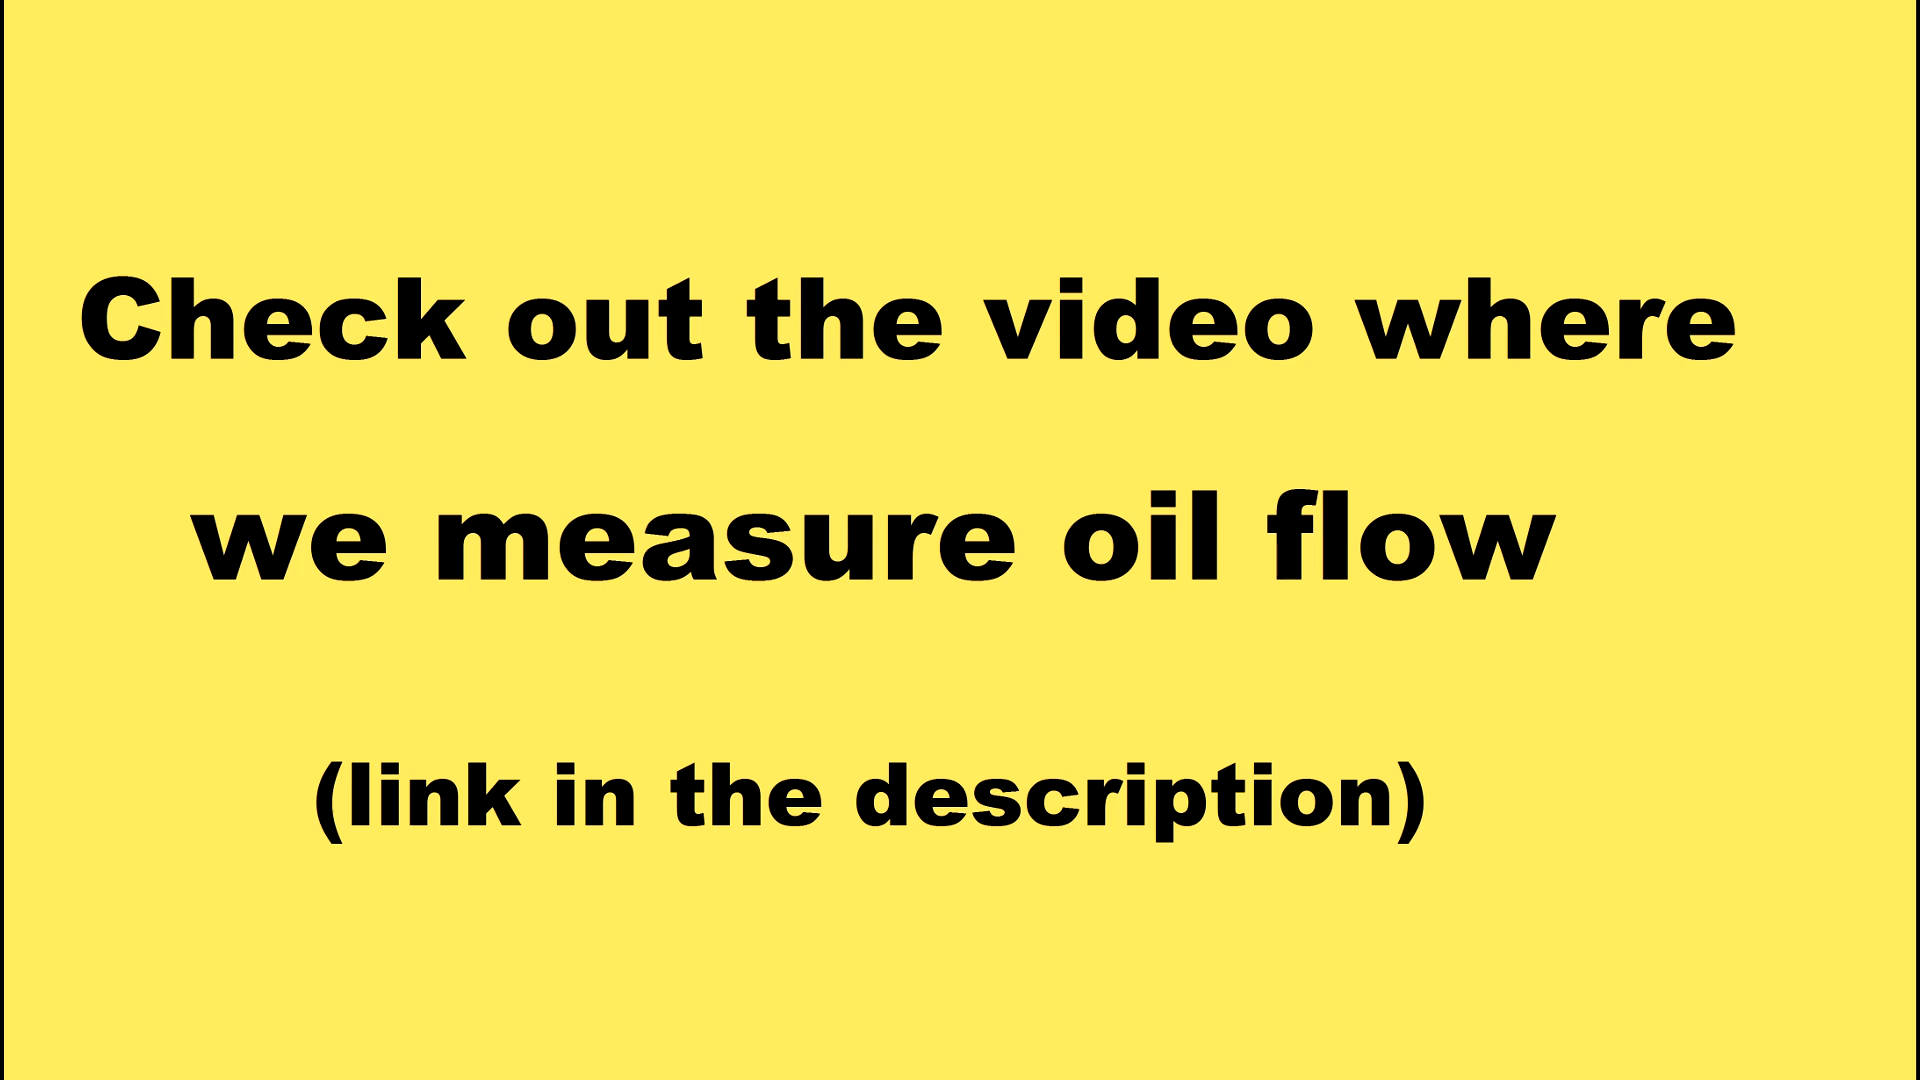 Check out the video where
we measure oil flow
(link in the description)